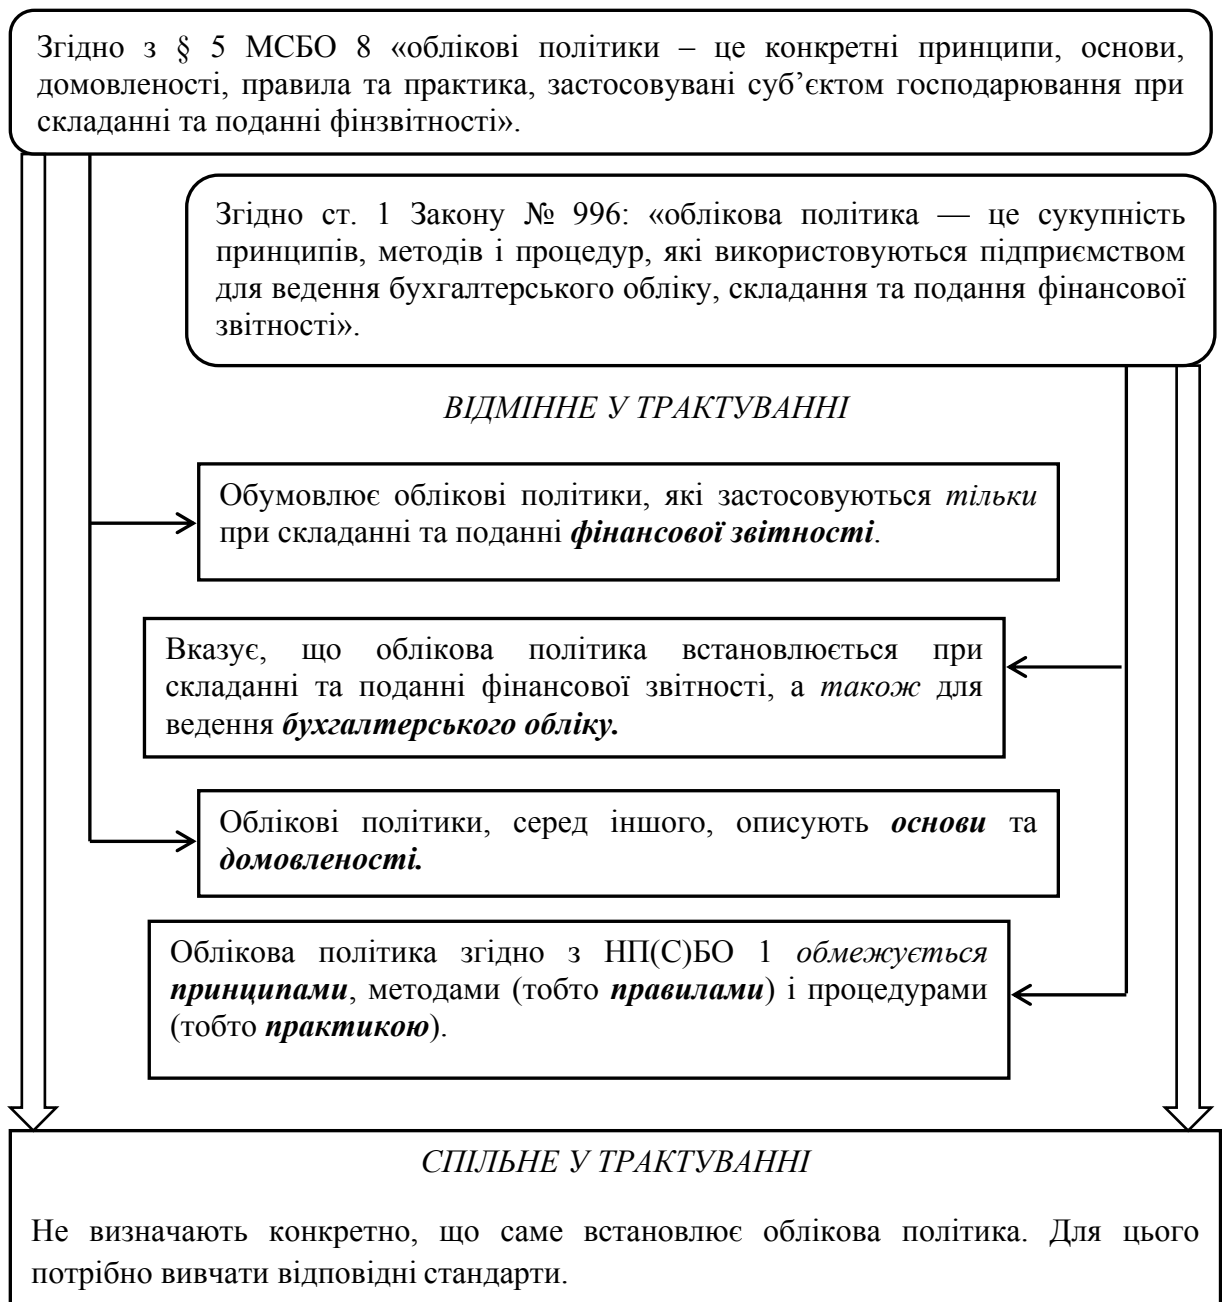 Згідно з § 5 МСБО 8 «облікові політики – це конкретні принципи, основи,
домовленості, правила та практика, застосовувані суб’єктом господарювання при
складанні та поданні фінзвітності».
Згідно ст. 1 Закону № 996: «облікова політика — це сукупність
принципів, методів і процедур, які використовуються підприємством
для ведення бухгалтерського обліку, складання та подання фінансової
звітності».
ВІДМІННЕ У ТРАКТУВАННІ
Обумовлює облікові політики, які застосовуються тільки
при складанні та поданні фінансової звітності.
Вказує, що облікова політика встановлюється при
складанні та поданні фінансової звітності, а також для
ведення бухгалтерського обліку.
Облікові політики, серед іншого, описують основи та
домовленості.
Облікова політика згідно з НП(С)БО 1 обмежується
принципами, методами (тобто правилами) і процедурами
(тобто практикою).
СПІЛЬНЕ У ТРАКТУВАННІ
Не визначають конкретно, що саме встановлює облікова політика. Для цього
потрібно вивчати відповідні стандарти.